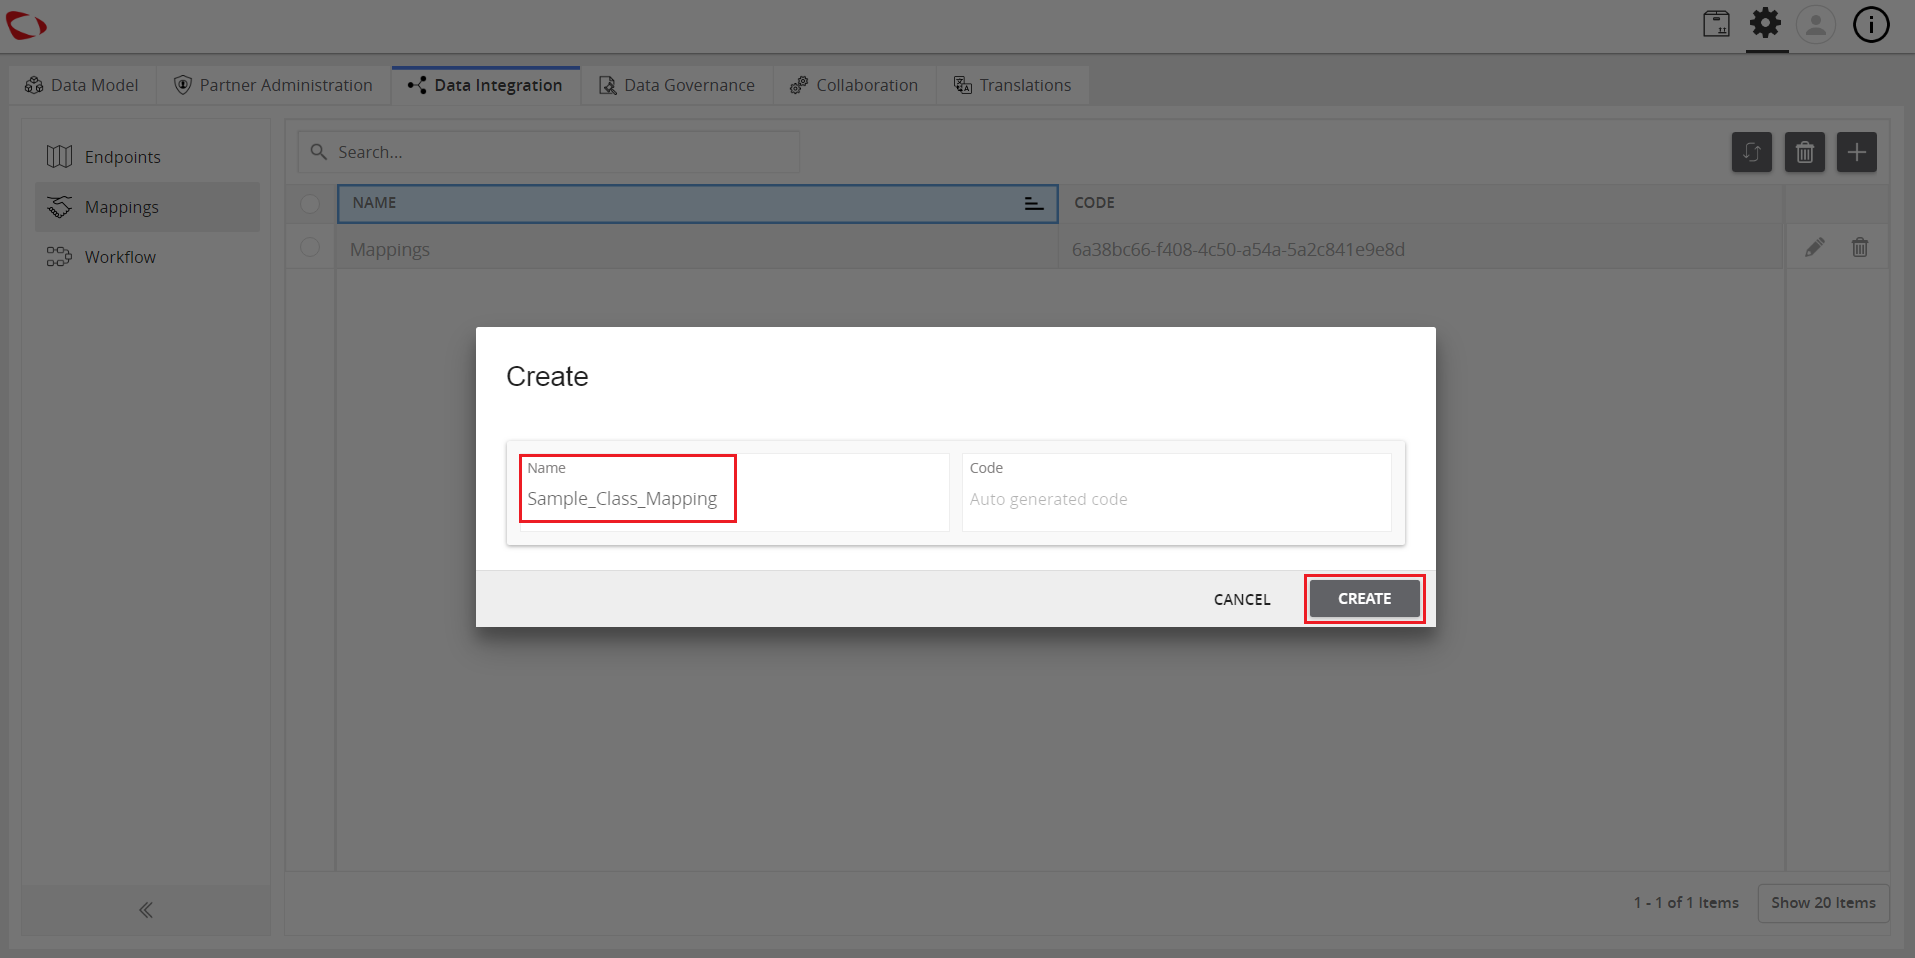 Data Model
Partner Administration
Data Integration
Data Governance
Collaboration
Translations
Endpoints
Mappings
Workflow
Search...
NAME
CODE
Mappings
6a38bc66-f408-4c50-a54a-5a2c841e9e8d
Create
Name
Sample_Class_Mapping
Code
Auto generated code
CANCEL
CREATE
1 - 1 of 1 Items
Show 20 Items